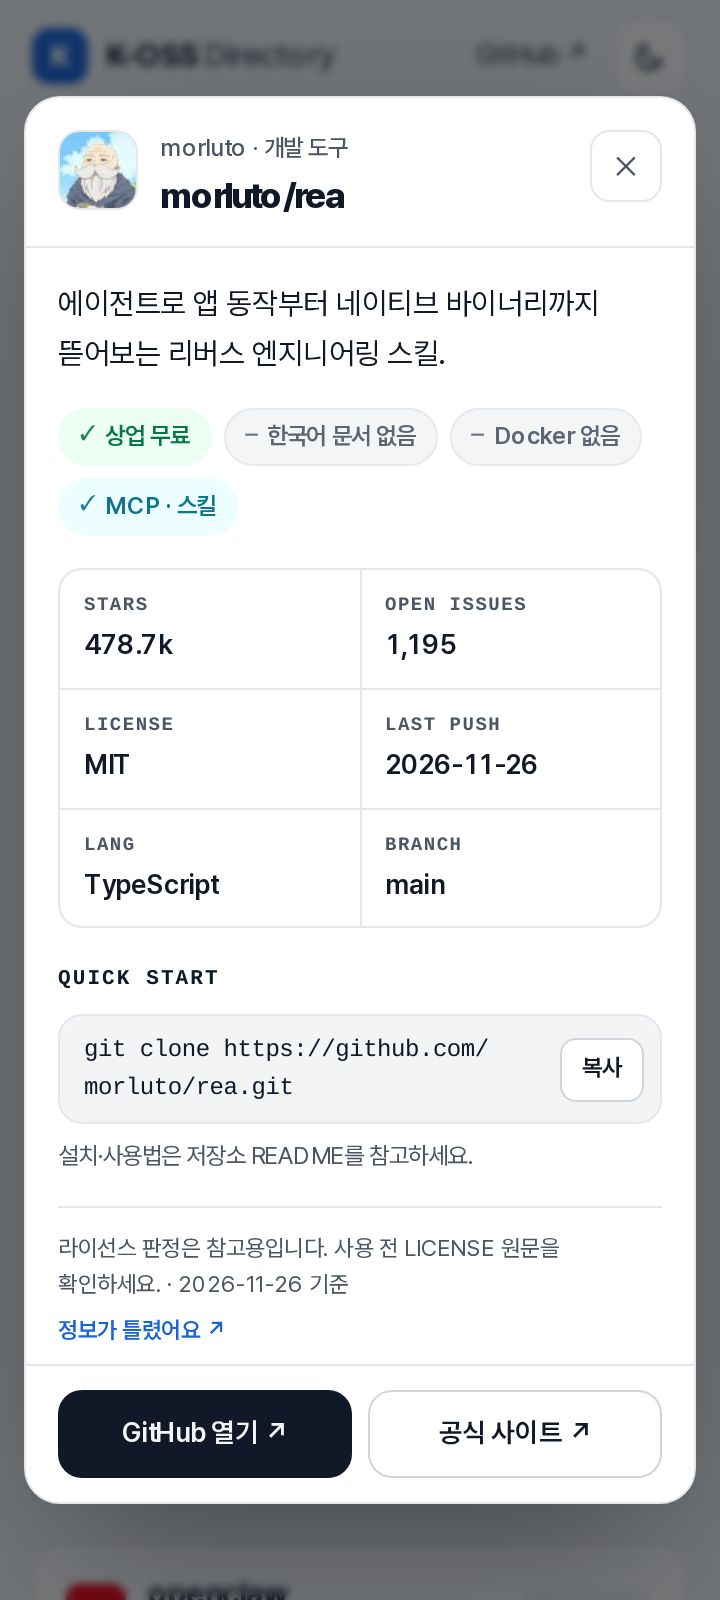 K K-OSS Directory GitHub ↗
morluto · 개발 도구
morluto/rea
에이전트로 앱 동작부터 네이티브 바이너리까지
뜯어보는 리버스 엔지니어링 스킬.
✓ 상업 무료 – 한국어 문서 없음 – Docker 없음
✓ MCP · 스킬
STARS OPEN ISSUES
478.7k 1,195
LICENSE LAST PUSH
MIT 2026-11-26
LANG BRANCH
TypeScript main
QUICK START
git clone https://github.com/
morluto/rea.git
복사
설치·사용법은 저장소 README를 참고하세요.
라이선스 판정은 참고용입니다. 사용 전 LICENSE 원문을
확인하세요. · 2026-11-26 기준
정보가 틀렸어요 ↗
GitHub 열기 ↗ 공식 사이트 ↗
openclaw